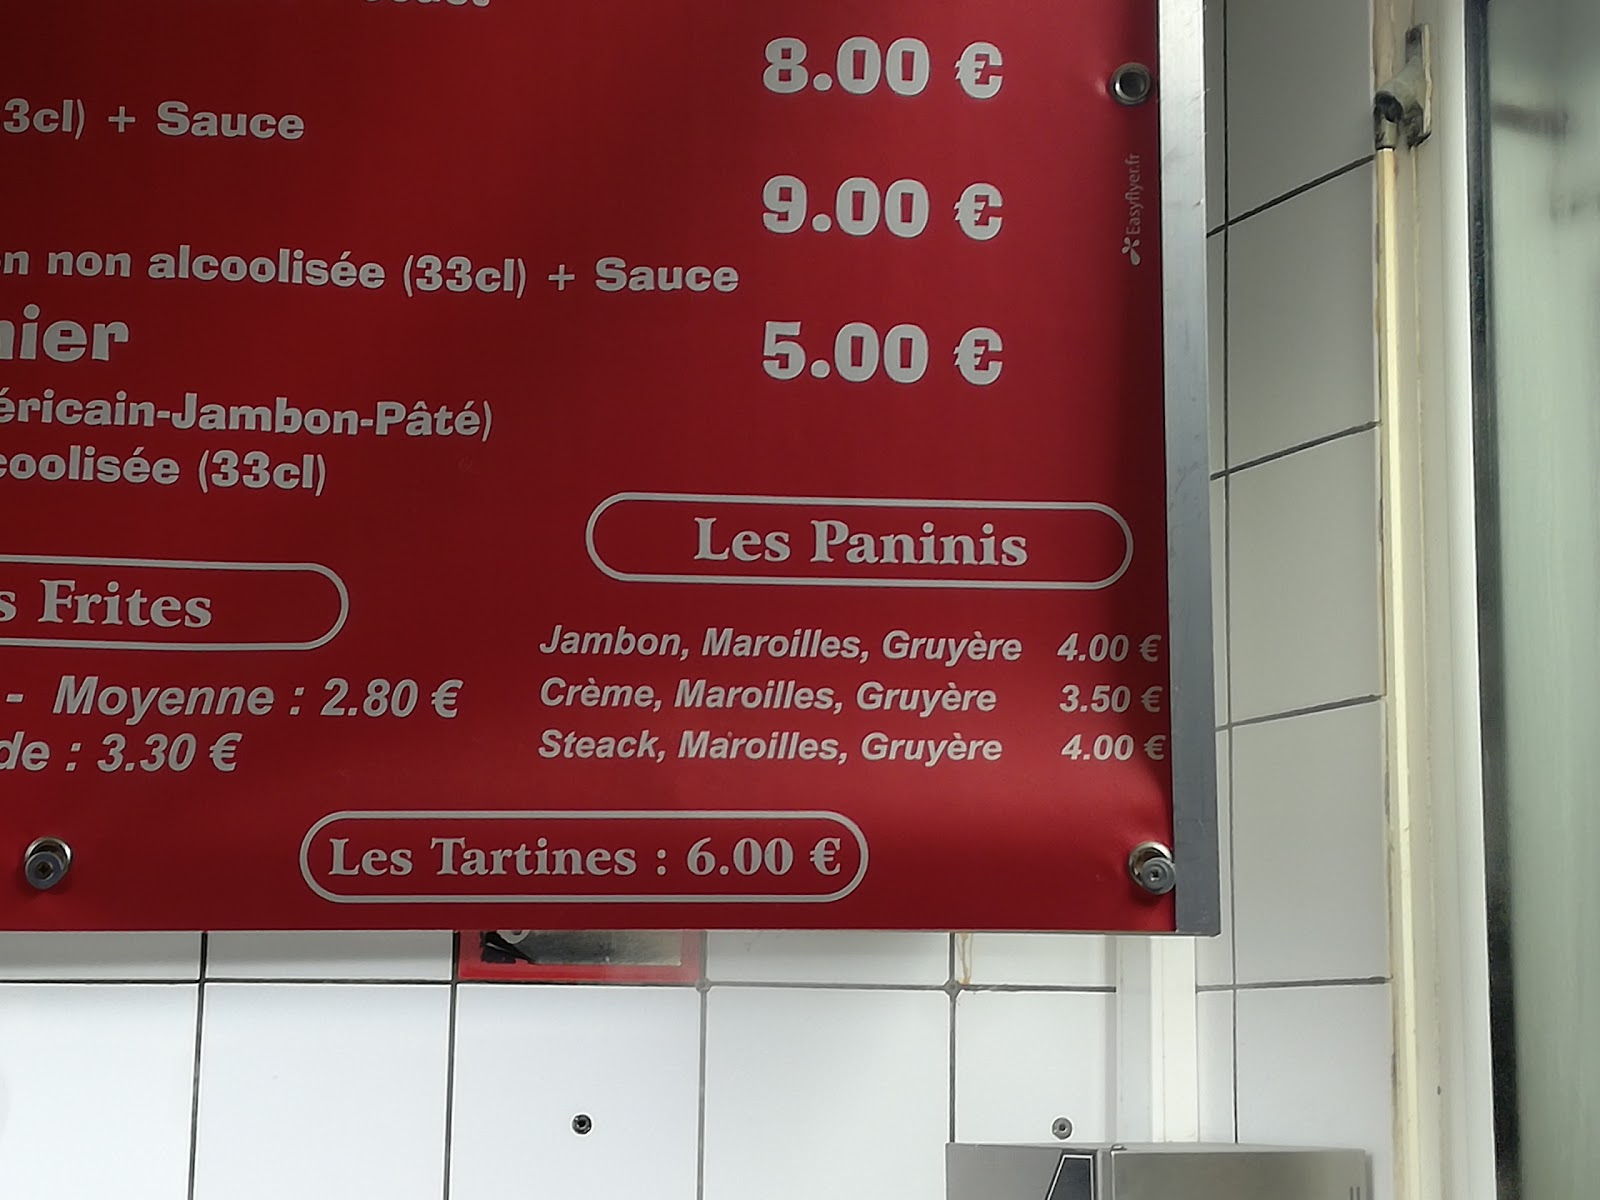 8.00 €
3cl) + Sauce
9.00 €
n non alcoolisée (33cl) + Sauce
nier
5.00 €
éricain-Jambon-Pâté)
coolisée (33cl)
Easyflyer.fr
s Frites
- Moyenne : 2.80 €
de : 3.30 €
Les Paninis
Jambon, Maroilles, Gruyère 4.00 €
Crème, Maroilles, Gruyère 3.50 €
Steack, Maroilles, Gruyère 4.00 €
Les Tartines : 6.00 €